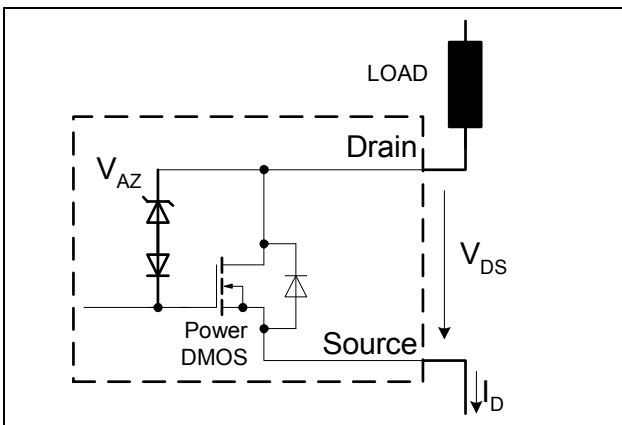 LOAD
Drain
V_AZ
V_DS
Power
DMOS
Source
I_D